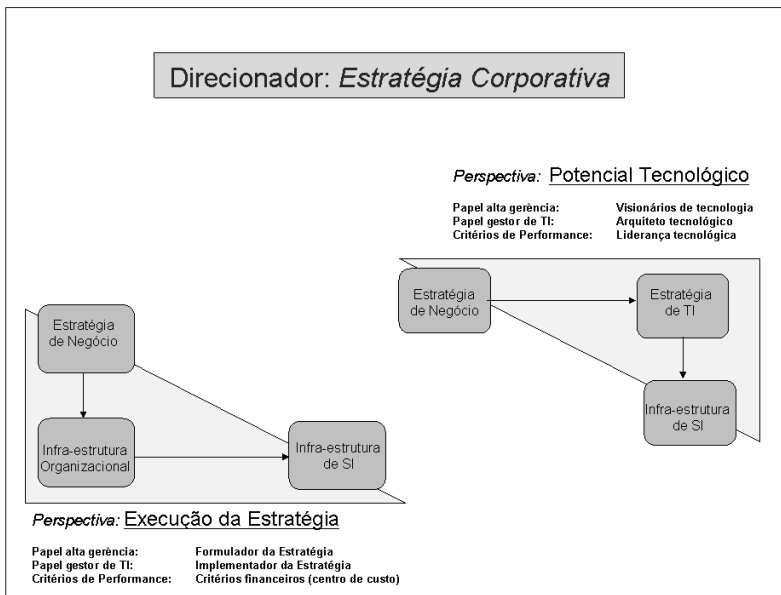 Direcionador: Estratégia Corporativa
Perspectiva: Potencial Tecnológico
Papel alta gerência: Visionários de tecnologia
Papel gestor de TI: Arquiteto tecnológico
Critérios de Performance: Liderança tecnológica
Estratégia
de Negócio
Estratégia
de TI
Infra-estrutura
de SI
Estratégia
de Negócio
Infra-estrutura
Organizacional
Infra-estrutura
de SI
Perspectiva: Execução da Estratégia
Papel alta gerência: Formulador da Estratégia
Papel gestor de TI: Implementador da Estratégia
Critérios de Performance: Critérios financeiros (centro de custo)